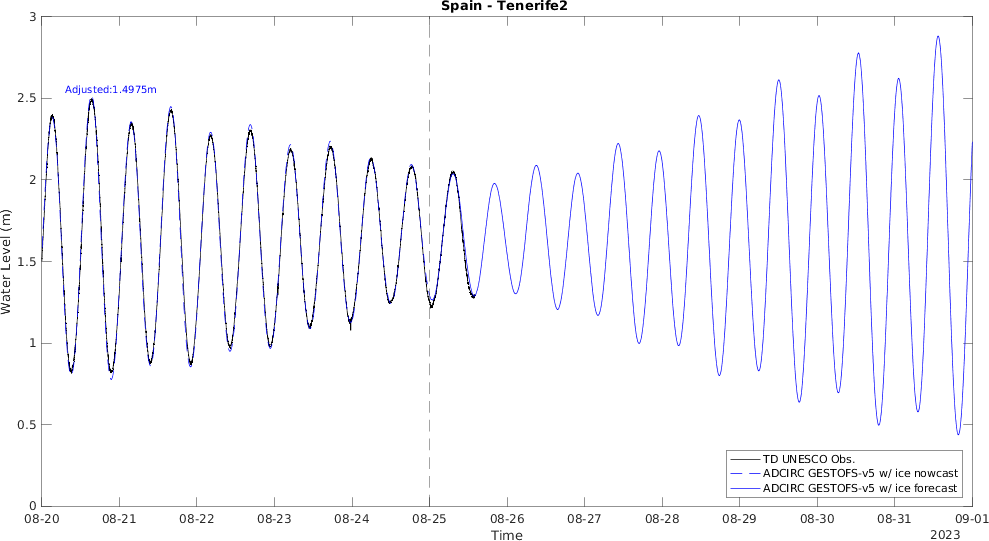 Spain - Tenerife2
3
2.5
2
1.5
1
0.5
0
Water Level (m)
Adjusted:1.4975m
TD UNESCO Obs.
ADCIRC GESTOFS-v5 w/ ice nowcast
ADCIRC GESTOFS-v5 w/ ice forecast
08-20 08-21 08-22 08-23 08-24 08-25 08-26 08-27 08-28 08-29 08-30 08-31 09-01
Time
2023